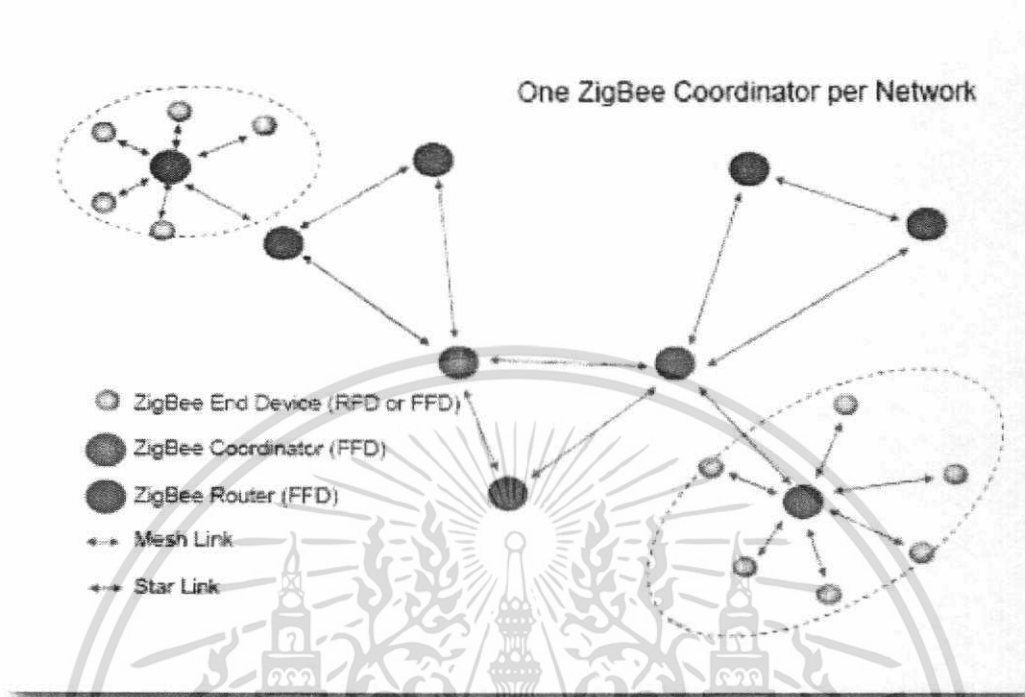 One ZigBee Coordinator per Network
ZigBee End Device (RFD or FFD)
ZigBee Coordinator (FFD)
ZigBee Router (FFD)
Mesh Link
Star Link